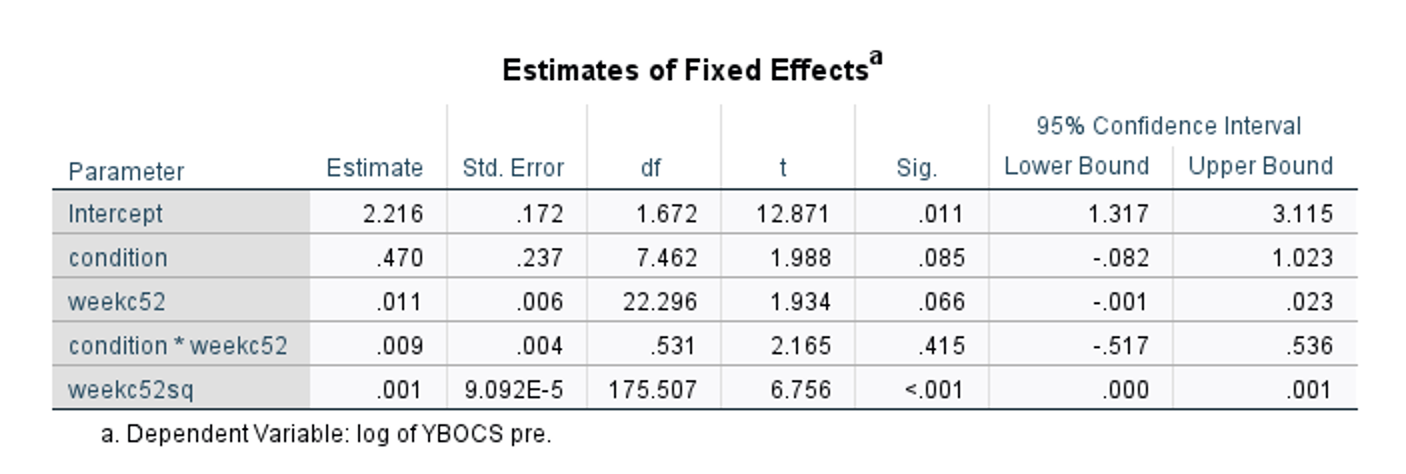 Estimates of Fixed Effectsa
95% Confidence Interval
Parameter Estimate Std. Error df t Sig. Lower Bound Upper Bound
Intercept 2.216 .172 1.672 12.871 .011 1.317 3.115
condition .470 .237 7.462 1.988 .085 -.082 1.023
weekc52 .011 .006 22.296 1.934 .066 -.001 .023
condition * weekc52 .009 .004 .531 2.165 .415 -.517 .536
weekc52sq .001 9.092E-5 175.507 6.756 <.001 .000 .001
a. Dependent Variable: log of YBOCS pre.